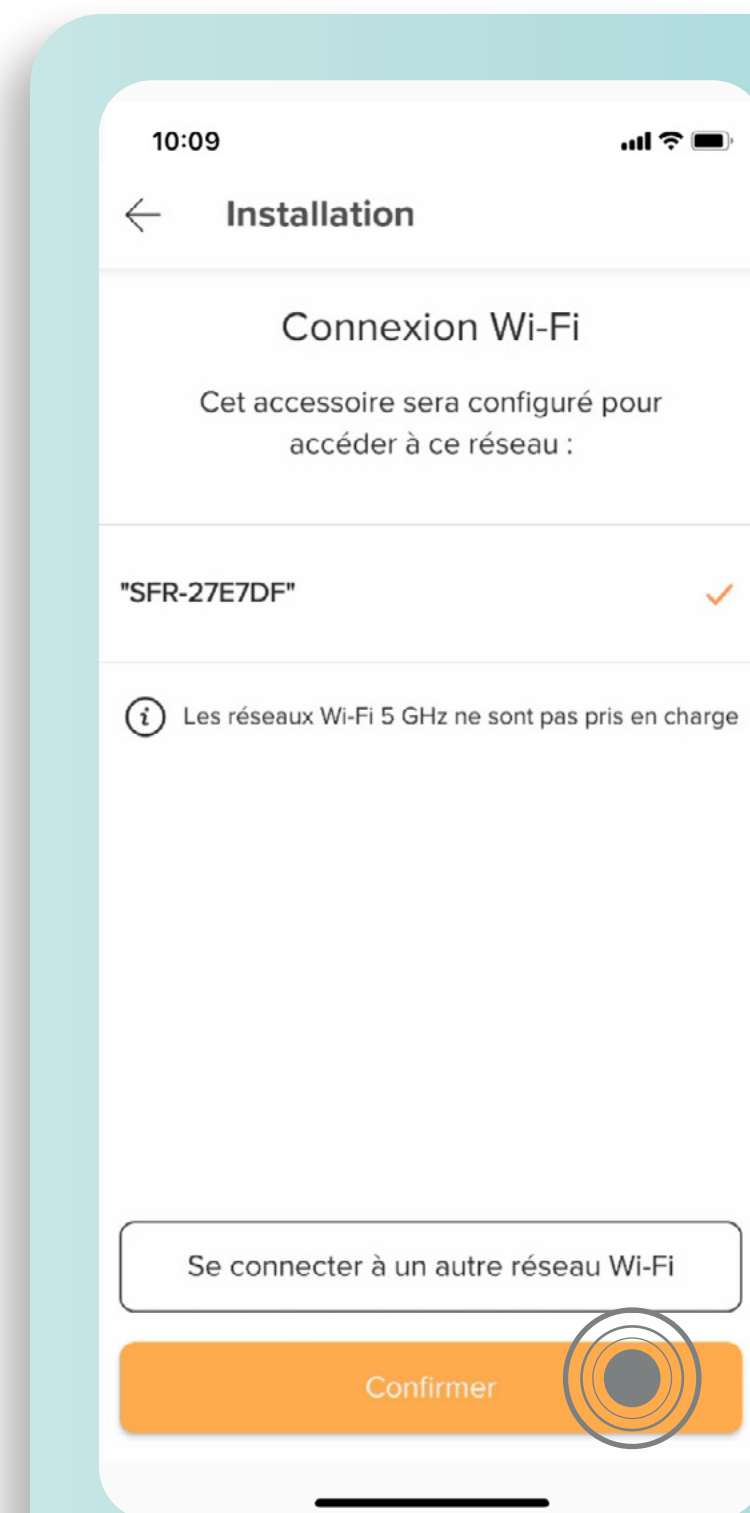 10:09
Installation
Connexion Wi-Fi
Cet accessoire sera configuré pour
accéder à ce réseau :
"SFR-27E7DF"
i Les réseaux Wi-Fi 5 GHz ne sont pas pris en charge
Se connecter à un autre réseau Wi-Fi
Confirmer